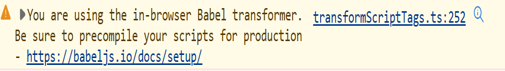 You are using the in-browser Babel transformer. transformScriptTags.ts:252
Be sure to precompile your scripts for production
- https://babeljs.io/docs/setup/